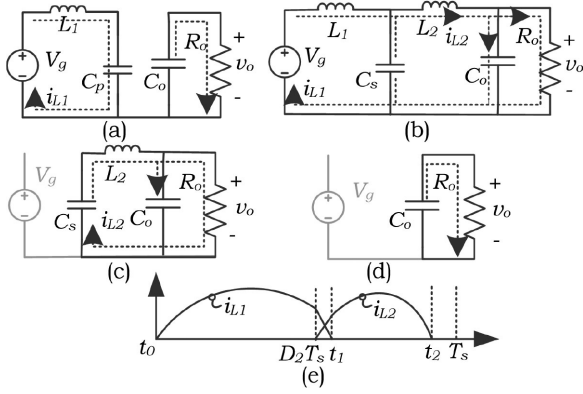 L1 Vg Cp Co Ro + vo - iL1
(a)
L1 L2 Vg iL2 Ro Cs Co + vo - iL1
(b)
Vg L2 Ro Cs iL2 Co + vo -
(c)
Vg Co Ro + vo -
(d)
iL1 iL2
t0 D2Ts t1 t2 Ts
(e)